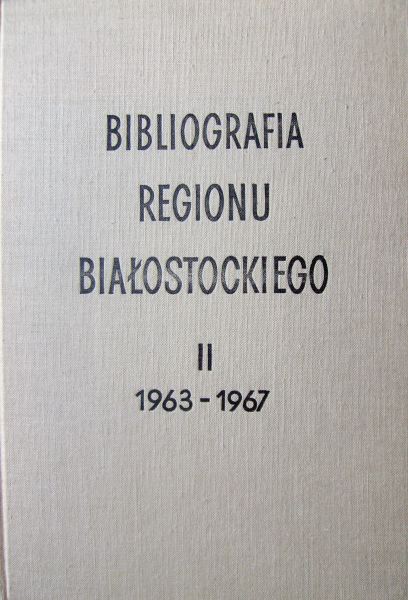 BIBLIOGRAFIA
REGIONU
BIAŁOSTOCKIEGO
II
1963-1967